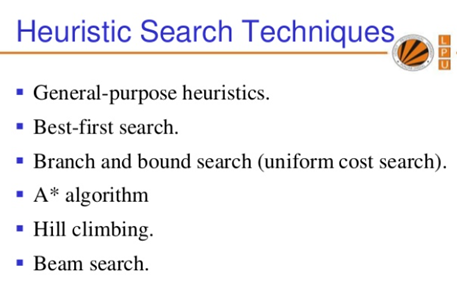 Heuristic Search Techniques
LPU
General-purpose heuristics.
Best-first search.
Branch and bound search (uniform cost search).
A* algorithm
Hill climbing.
Beam search.